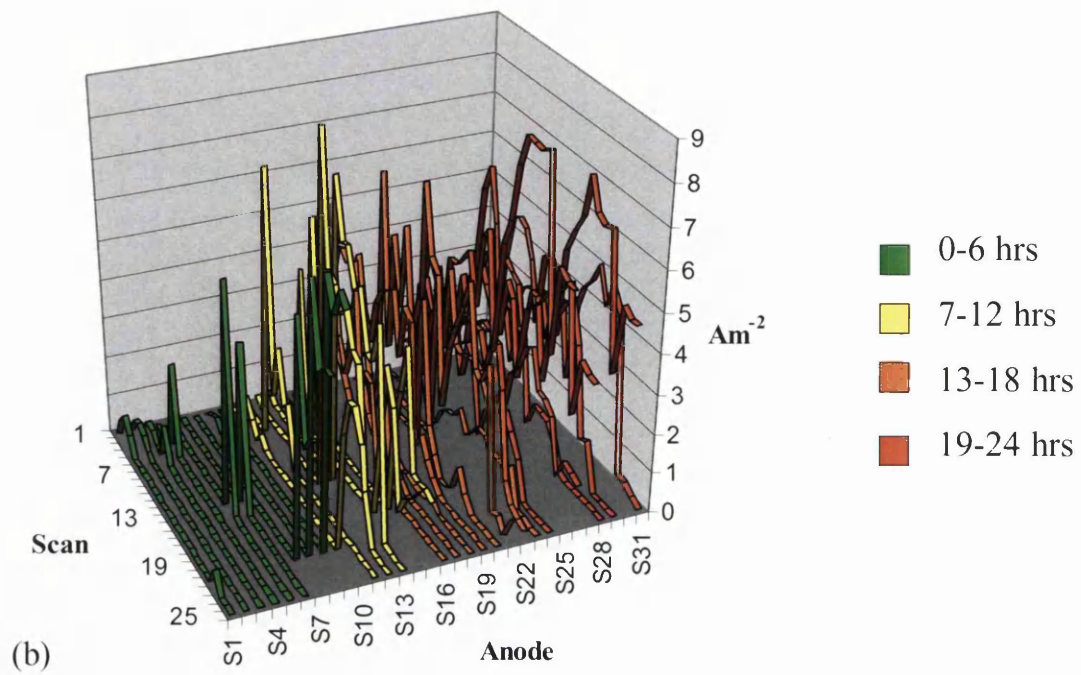 9
8
7
6
5
4
3
2
1
0
Am-2
1
7
13
19
25
Scan
S1
S4
S7
S10
S13
S16
S19
S22
S25
S28
S31
Anode
0-6 hrs
7-12 hrs
13-18 hrs
19-24 hrs
(b)